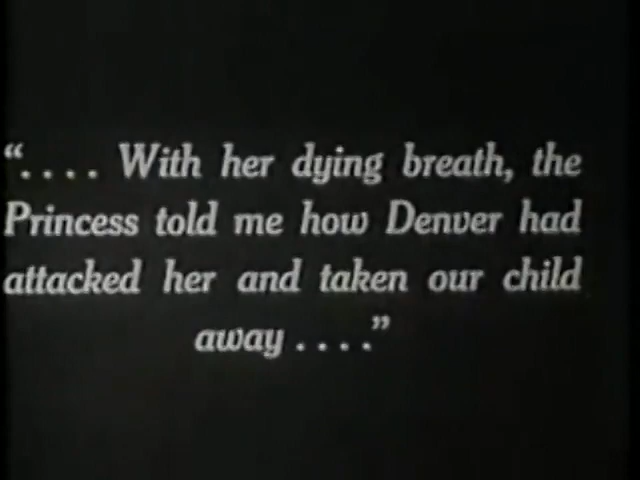 “. . . . With her dying breath, the
Princess told me how Denver had
attacked her and taken our child
away . . . .”